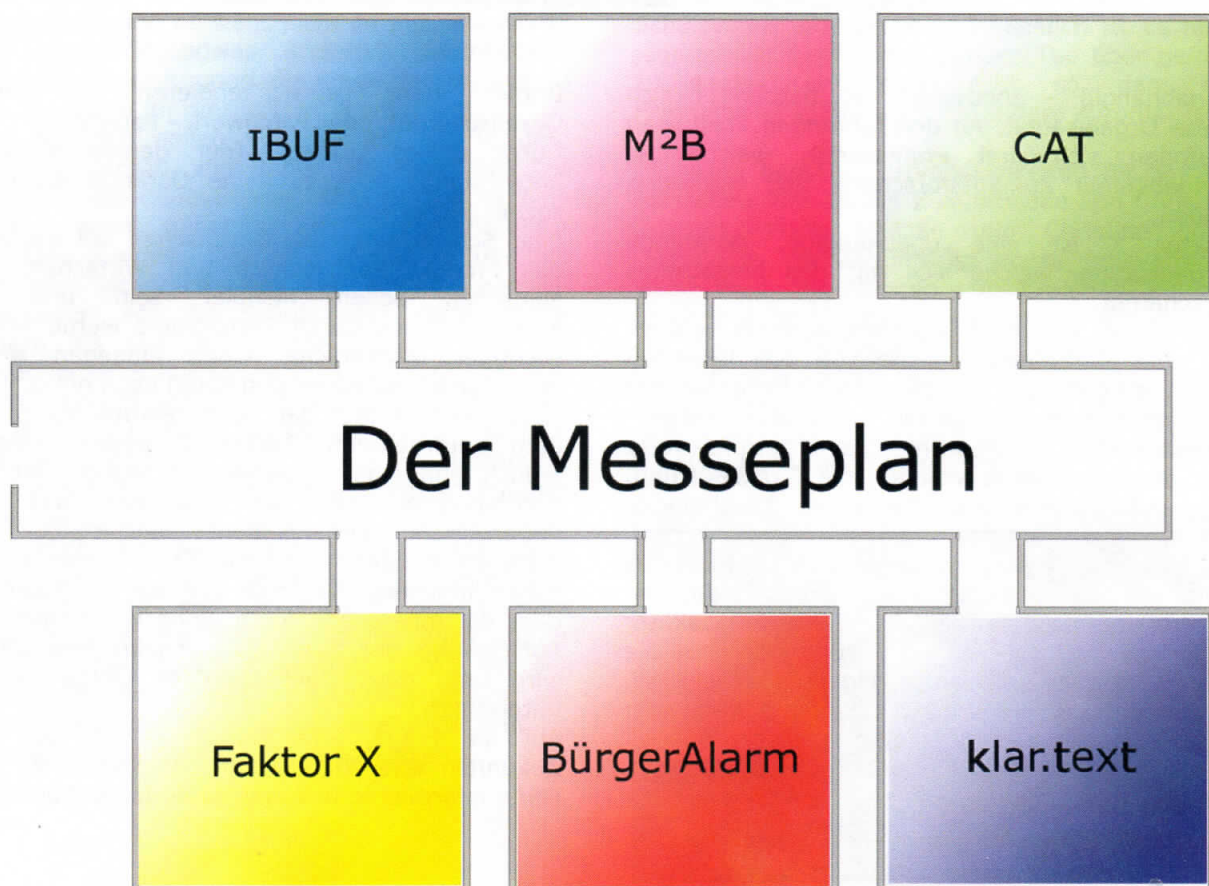 IBUF
M²B
CAT
Der Messeplan
Faktor X
BürgerAlarm
klar.text